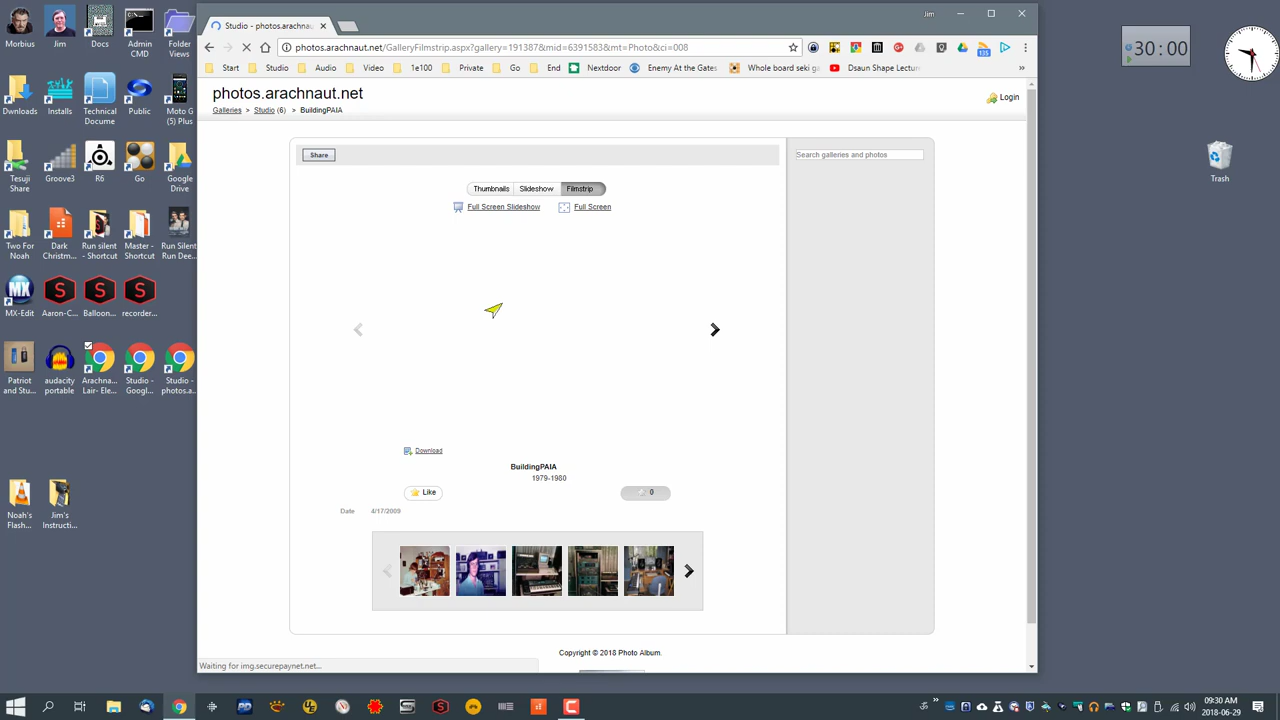 Morbius
Jim
Docs
Admin
CMD
Folder
Views
Dwnloads
Installs
Technical
Docume
Public
Moto G
(5) Plus
Tesuji
Share
Groove3
R6
Go
Google
Drive
Two For
Noah
Dark
Christm...
Run silent
- Shortcut
Master -
Shortcut
Run Silent
Run Dee...
MX
MX-Edit
Aaron-C...
Balloon...
recorder...
Patriot
and Stu...
audacity
portable
Arachna...
Lair- Ele...
Studio -
Googl...
Studio -
photos.a...
Noah's
Flash...
Jim's
Instructi...
Studio - photos.arachnaut
Jim
photos.arachnaut.net/GalleryFilmstrip.aspx?gallery=191387&mid=6391583&mt=Photo&ci=008
135
Start
Studio
Audio
Video
1e100
Private
Go
End
Nextdoor
Enemy At the Gates
Whole board seki gam
Dsaun Shape Lecture
»
photos.arachnaut.net
Login
Galleries > Studio (6) > BuildingPAIA
Share
Search galleries and photos
Thumbnails
Slideshow
Filmstrip
Full Screen Slideshow
Full Screen
Download
BuildingPAIA
1979-1980
Like
0
Date 4/17/2009
Copyright © 2018 Photo Album.
Waiting for img.securepaynet.net...
30:00
Trash
09:30 AM
2018-06-29